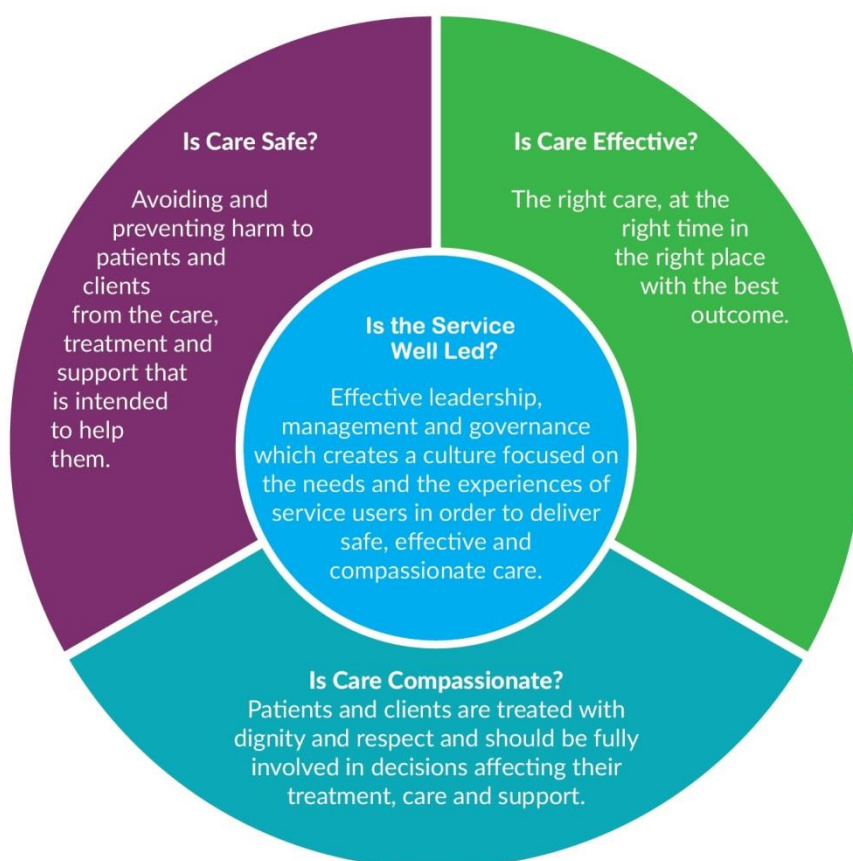 Is Care Safe?
Avoiding and
preventing harm to
patients and
clients
from the care,
treatment and
support that
is intended
to help
them.
Is Care Effective?
The right care, at the
right time in
the right place
with the best
outcome.
Is the Service
Well Led?
Effective leadership,
management and governance
which creates a culture focused on
the needs and the experiences of
service users in order to deliver
safe, effective and
compassionate care.
Is Care Compassionate?
Patients and clients are treated with
dignity and respect and should be fully
involved in decisions affecting their
treatment, care and support.